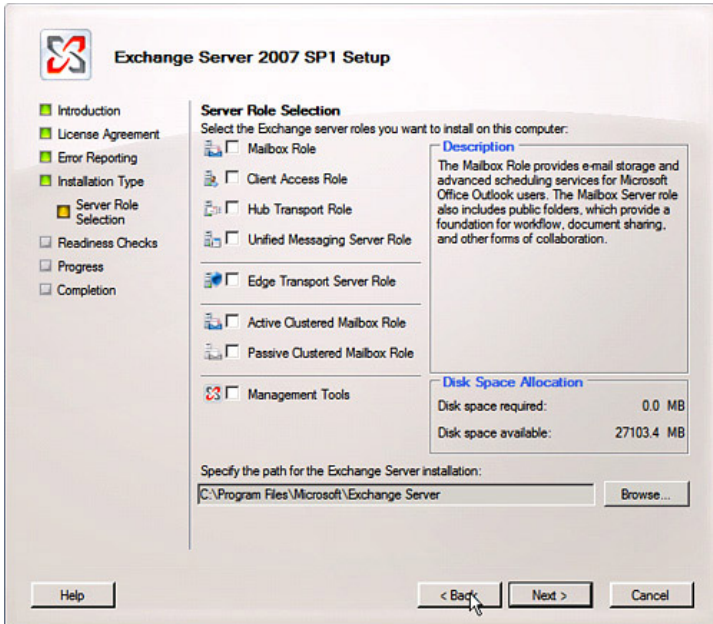 Exchange Server 2007 SP1 Setup
Introduction
License Agreement
Error Reporting
Installation Type
Server Role
Selection
Readiness Checks
Progress
Completion
Server Role Selection
Select the Exchange server roles you want to install on this computer:
Mailbox Role
Client Access Role
Hub Transport Role
Unified Messaging Server Role
Edge Transport Server Role
Active Clustered Mailbox Role
Passive Clustered Mailbox Role
Management Tools
Description
The Mailbox Role provides e-mail storage and
advanced scheduling services for Microsoft
Office Outlook users. The Mailbox Server role
also includes public folders, which provide a
foundation for workflow, document sharing,
and other forms of collaboration.
Disk Space Allocation
Disk space required: 0.0 MB
Disk space available: 27103.4 MB
Specify the path for the Exchange Server installation:
C:\Program Files\Microsoft\Exchange Server
Browse...
Help
< Back
Next >
Cancel